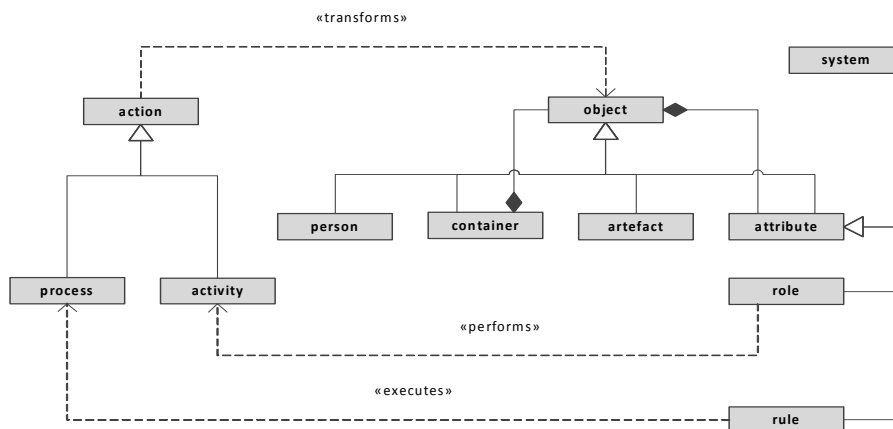 «transforms»
system
action
object
person
container
artefact
attribute
process
activity
role
«performs»
«executes»
rule